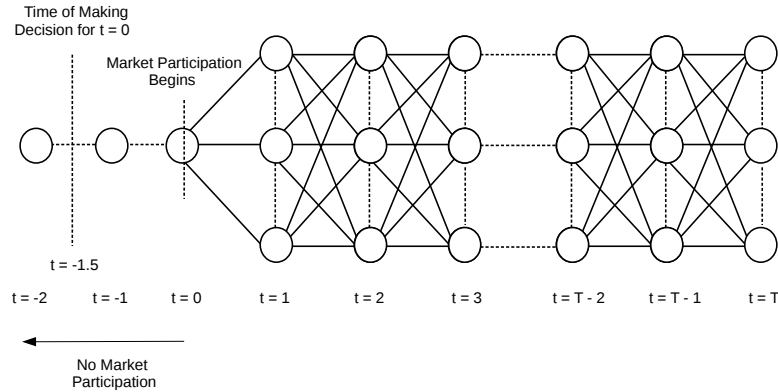 Time of Making
Decision for t = 0
Market Participation
Begins
t = -1.5
t = -2
t = -1
t = 0
t = 1
t = 2
t = 3
t = T - 2
t = T - 1
t = T
No Market
Participation